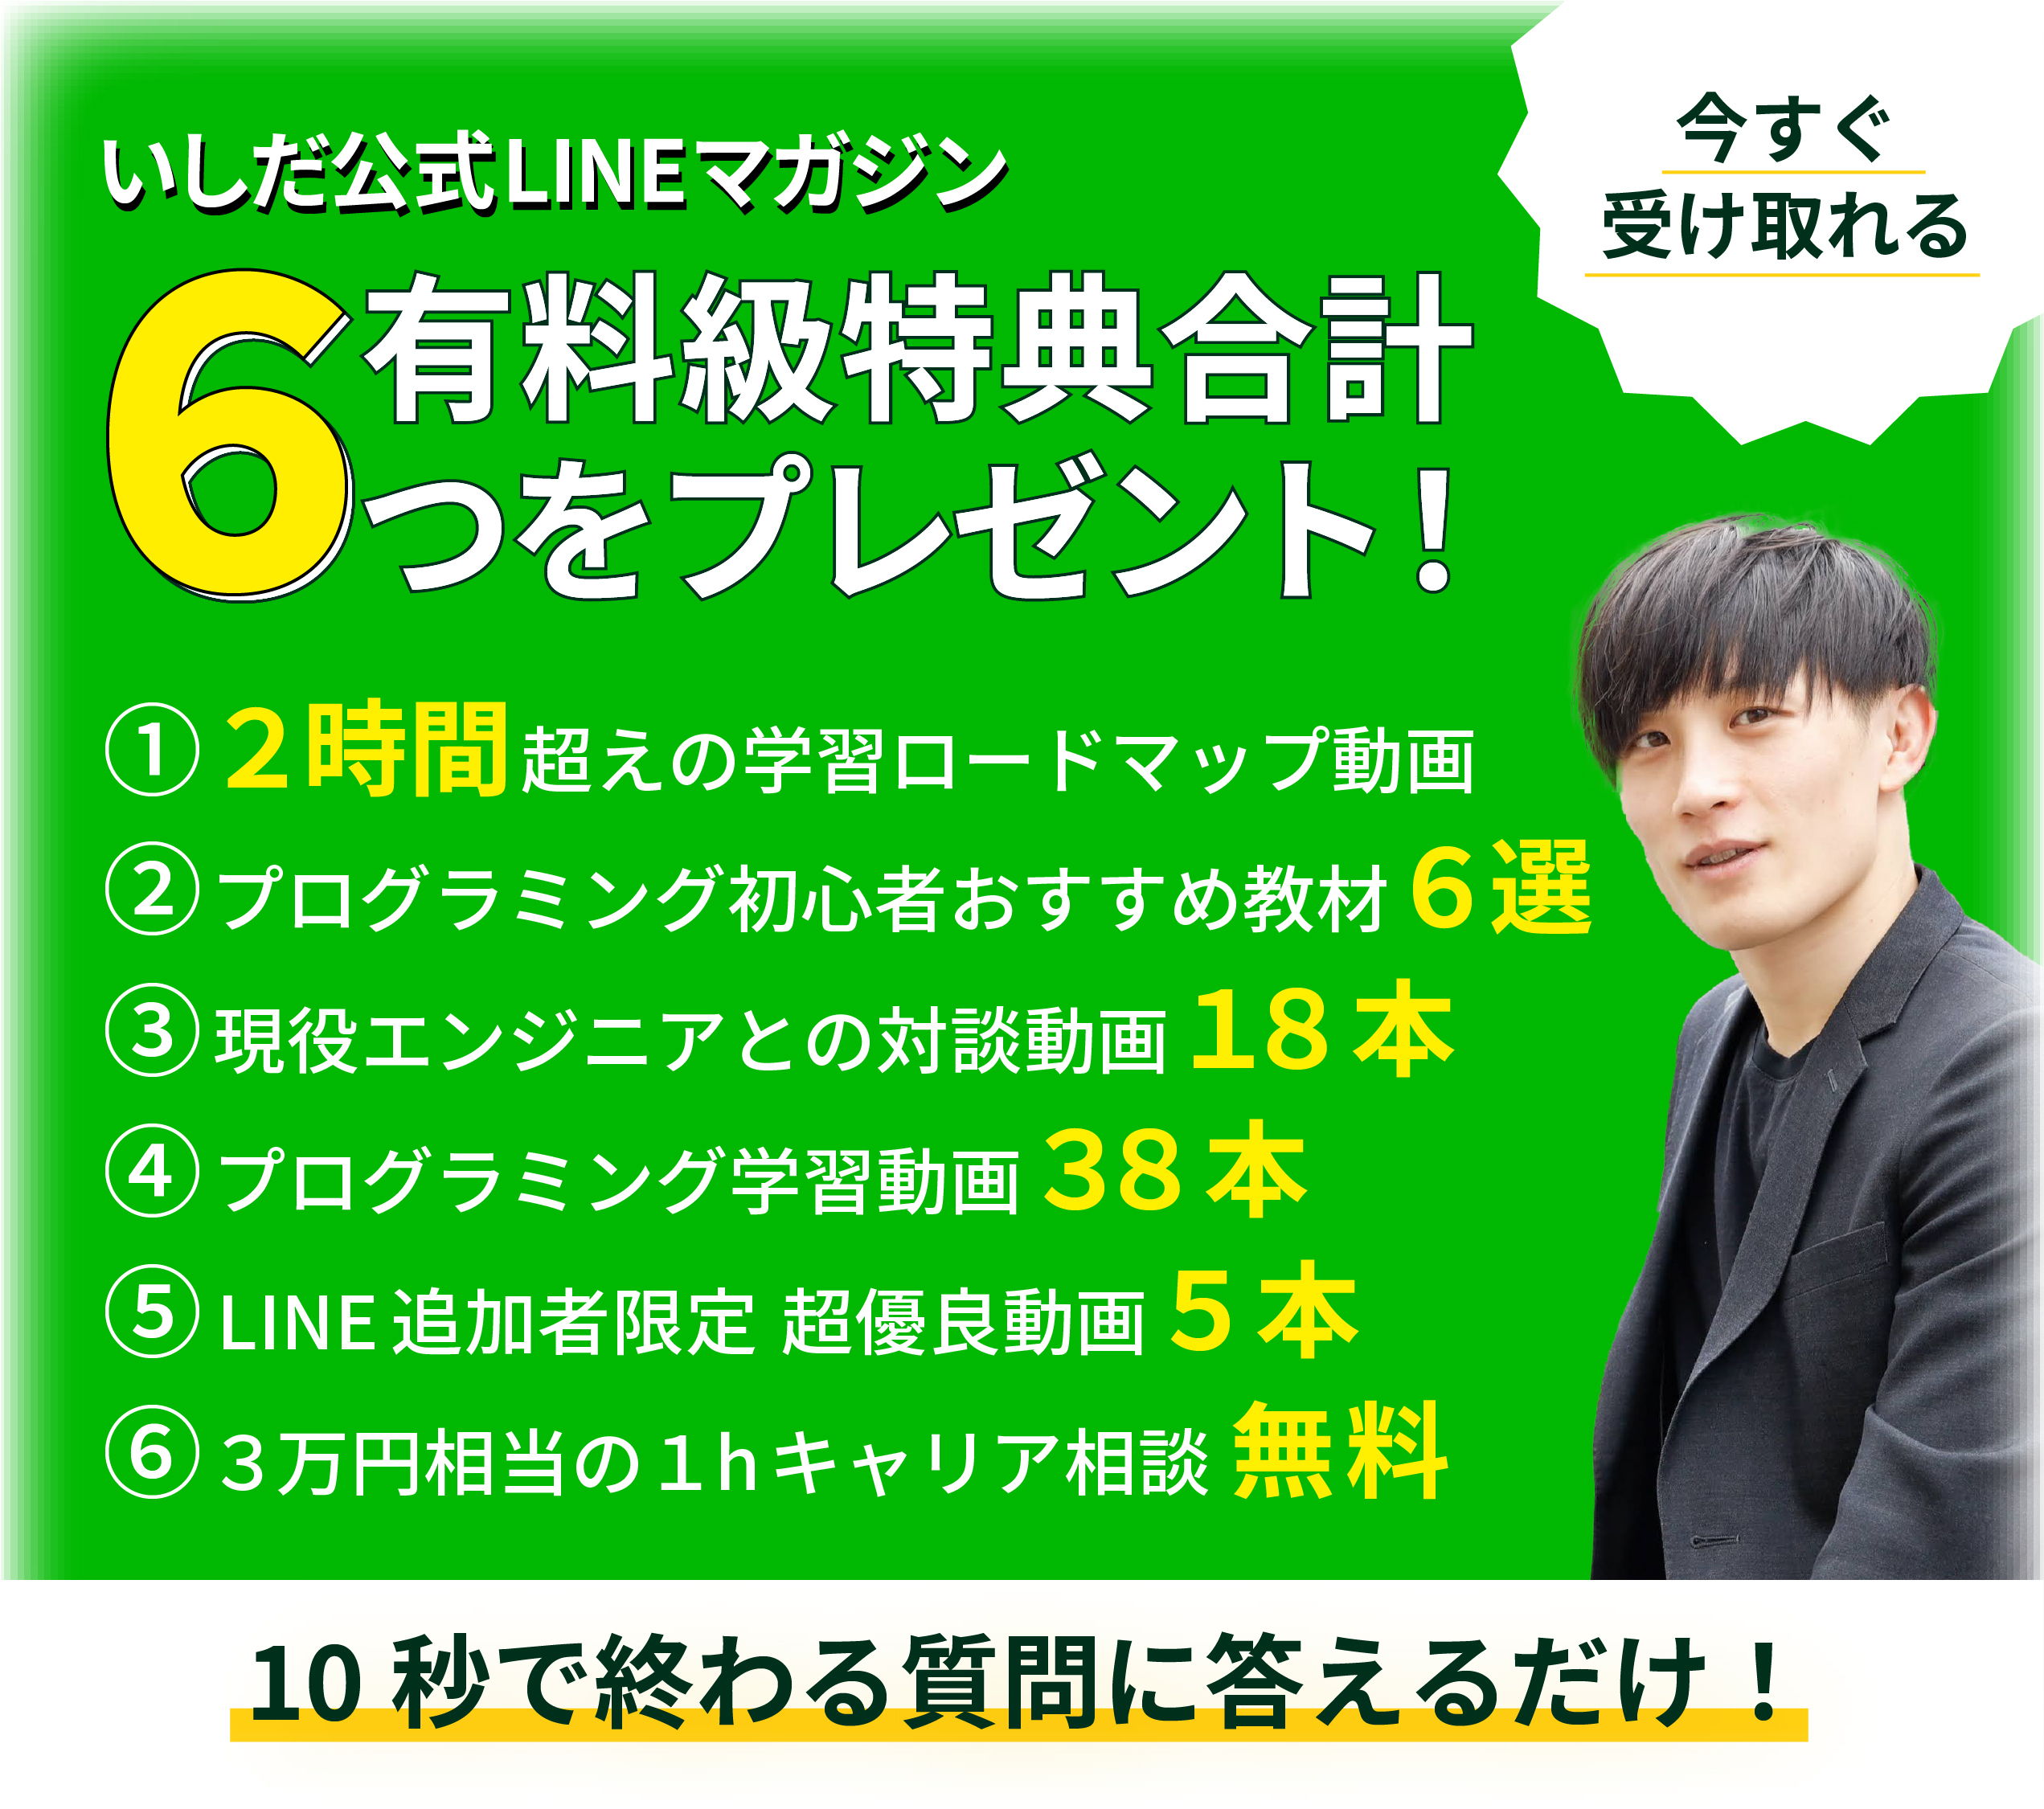 いしだ公式LINEマガジン
今すぐ
受け取れる
6有料級特典合計
つをプレゼント！
① 2時間超えの学習ロードマップ動画
② プログラミング初心者おすすめ教材 6選
③ 現役エンジニアとの対談動画 18本
④ プログラミング学習動画 38本
⑤ LINE追加者限定 超優良動画 5本
⑥ 3万円相当の1hキャリア相談 無料
10秒で終わる質問に答えるだけ！